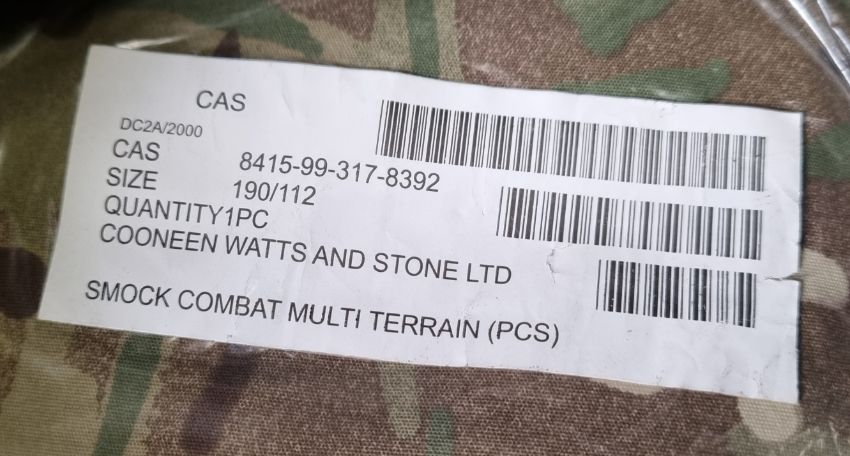 CAS
DC2A/2000
CAS 8415-99-317-8392
SIZE 190/112
QUANTITY1PC
COONEEN WATTS AND STONE LTD
SMOCK COMBAT MULTI TERRAIN (PCS)